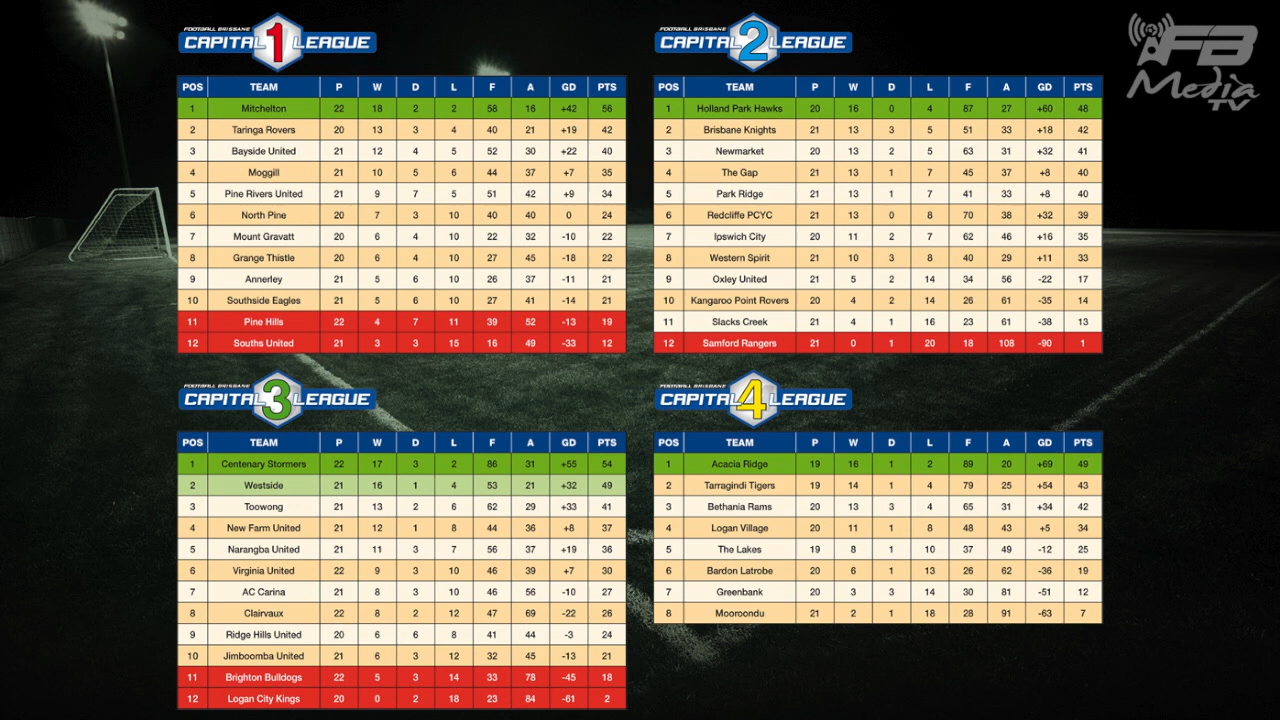 FOOTBALL BRISBANE
CAPITAL 1 LEAGUE
POS TEAM P W D L F A GD PTS
1 Mitchelton 22 18 2 2 58 16 +42 56
2 Taringa Rovers 20 13 3 4 40 21 +19 42
3 Bayside United 21 12 4 5 52 30 +22 40
4 Moggill 21 10 5 6 44 37 +7 35
5 Pine Rivers United 21 9 7 5 51 42 +9 34
6 North Pine 20 7 3 10 40 40 0 24
7 Mount Gravatt 20 6 4 10 22 32 -10 22
8 Grange Thistle 20 6 4 10 27 45 -18 22
9 Annerley 21 5 6 10 26 37 -11 21
10 Southside Eagles 21 5 6 10 27 41 -14 21
11 Pine Hills 22 4 7 11 39 52 -13 19
12 Souths United 21 3 3 15 16 49 -33 12
FOOTBALL BRISBANE
CAPITAL 2 LEAGUE
POS TEAM P W D L F A GD PTS
1 Holland Park Hawks 20 16 0 4 87 27 +60 48
2 Brisbane Knights 21 13 3 5 51 33 +18 42
3 Newmarket 20 13 2 5 63 31 +32 41
4 The Gap 21 13 1 7 45 37 +8 40
5 Park Ridge 21 13 1 7 41 33 +8 40
6 Redcliffe PCYC 21 13 0 8 70 38 +32 39
7 Ipswich City 20 11 2 7 62 46 +16 35
8 Western Spirit 21 10 3 8 40 29 +11 33
9 Oxley United 21 5 2 14 34 56 -22 17
10 Kangaroo Point Rovers 20 4 2 14 26 61 -35 14
11 Slacks Creek 21 4 1 16 23 61 -38 13
12 Samford Rangers 21 0 1 20 18 108 -90 1
FB
Media
TV
FOOTBALL BRISBANE
CAPITAL 3 LEAGUE
POS TEAM P W D L F A GD PTS
1 Centenary Stormers 22 17 3 2 86 31 +55 54
2 Westside 21 16 1 4 53 21 +32 49
3 Toowong 21 13 2 6 62 29 +33 41
4 New Farm United 21 12 1 8 44 36 +8 37
5 Narangba United 21 11 3 7 56 37 +19 36
6 Virginia United 22 9 3 10 46 39 +7 30
7 AC Carina 21 8 3 10 46 56 -10 27
8 Clairvaux 22 8 2 12 47 69 -22 26
9 Ridge Hills United 20 6 6 8 41 44 -3 24
10 Jimboomba United 21 6 3 12 32 45 -13 21
11 Brighton Bulldogs 22 5 3 14 33 78 -45 18
12 Logan City Kings 20 0 2 18 23 84 -61 2
FOOTBALL BRISBANE
CAPITAL 4 LEAGUE
POS TEAM P W D L F A GD PTS
1 Acacia Ridge 19 16 1 2 89 20 +69 49
2 Tarragindi Tigers 19 14 1 4 79 25 +54 43
3 Bethania Rams 20 13 3 4 65 31 +34 42
4 Logan Village 20 11 1 8 48 43 +5 34
5 The Lakes 19 8 1 10 37 49 -12 25
6 Bardon Latrobe 20 6 1 13 26 62 -36 19
7 Greenbank 20 3 3 14 30 81 -51 12
8 Mooroondu 21 2 1 18 28 91 -63 7